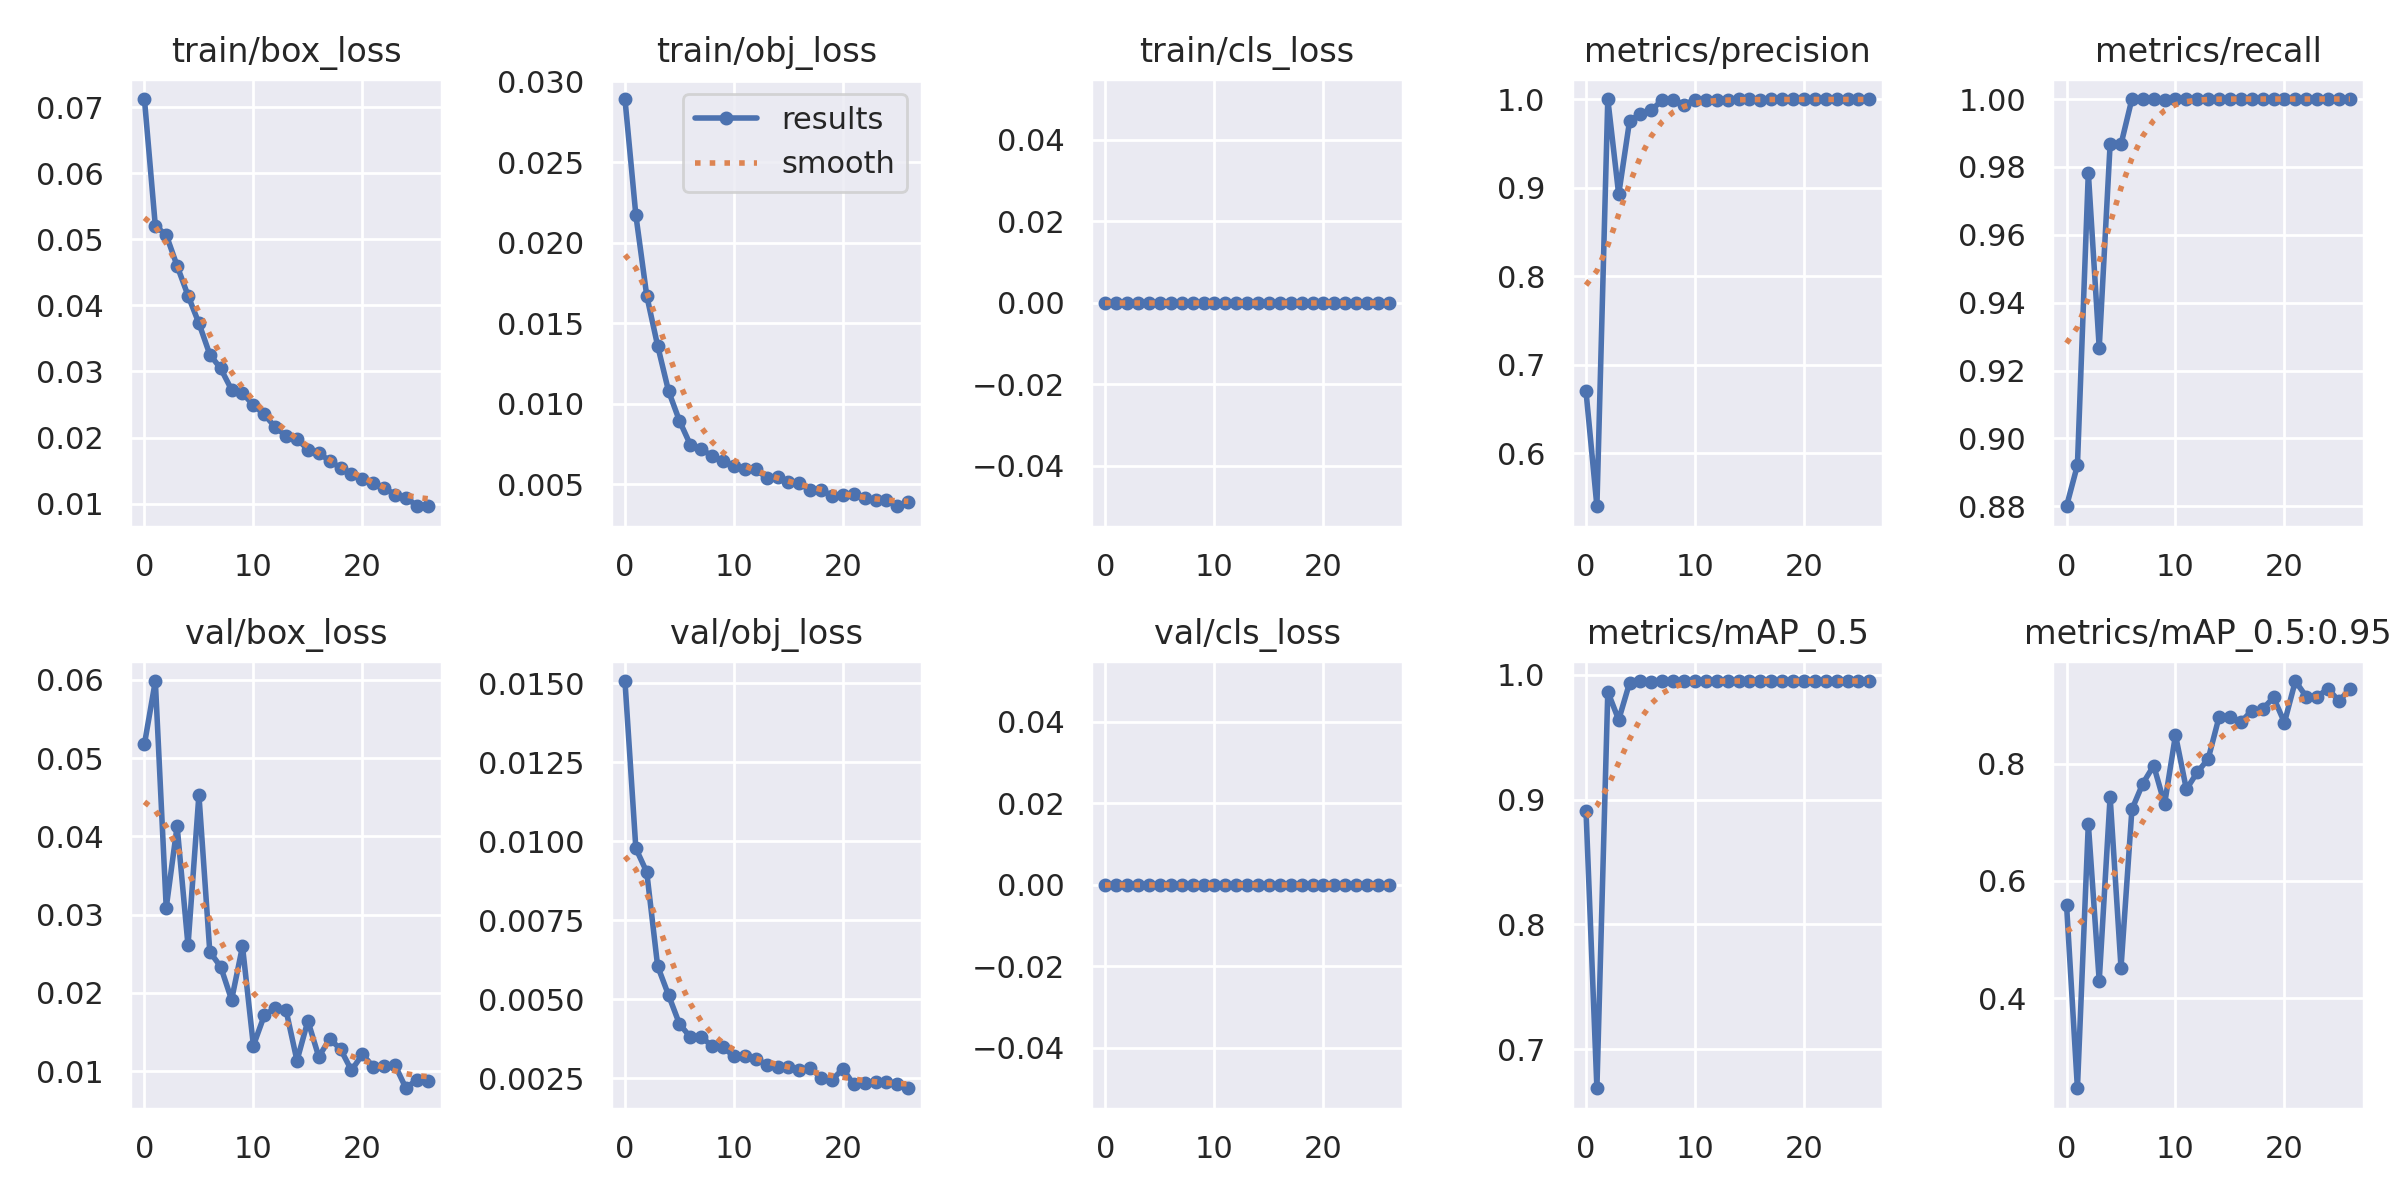 train/box_loss
0.07
0.06
0.05
0.04
0.03
0.02
0.01
0 10 20
train/obj_loss
0.030
0.025
0.020
0.015
0.010
0.005
results
smooth
0 10 20
train/cls_loss
0.04
0.02
0.00
−0.02
−0.04
0 10 20
metrics/precision
1.0
0.9
0.8
0.7
0.6
0 10 20
metrics/recall
1.00
0.98
0.96
0.94
0.92
0.90
0.88
0 10 20
val/box_loss
0.06
0.05
0.04
0.03
0.02
0.01
0 10 20
val/obj_loss
0.0150
0.0125
0.0100
0.0075
0.0050
0.0025
0 10 20
val/cls_loss
0.04
0.02
0.00
−0.02
−0.04
0 10 20
metrics/mAP_0.5
1.0
0.9
0.8
0.7
0 10 20
metrics/mAP_0.5:0.95
0.8
0.6
0.4
0 10 20